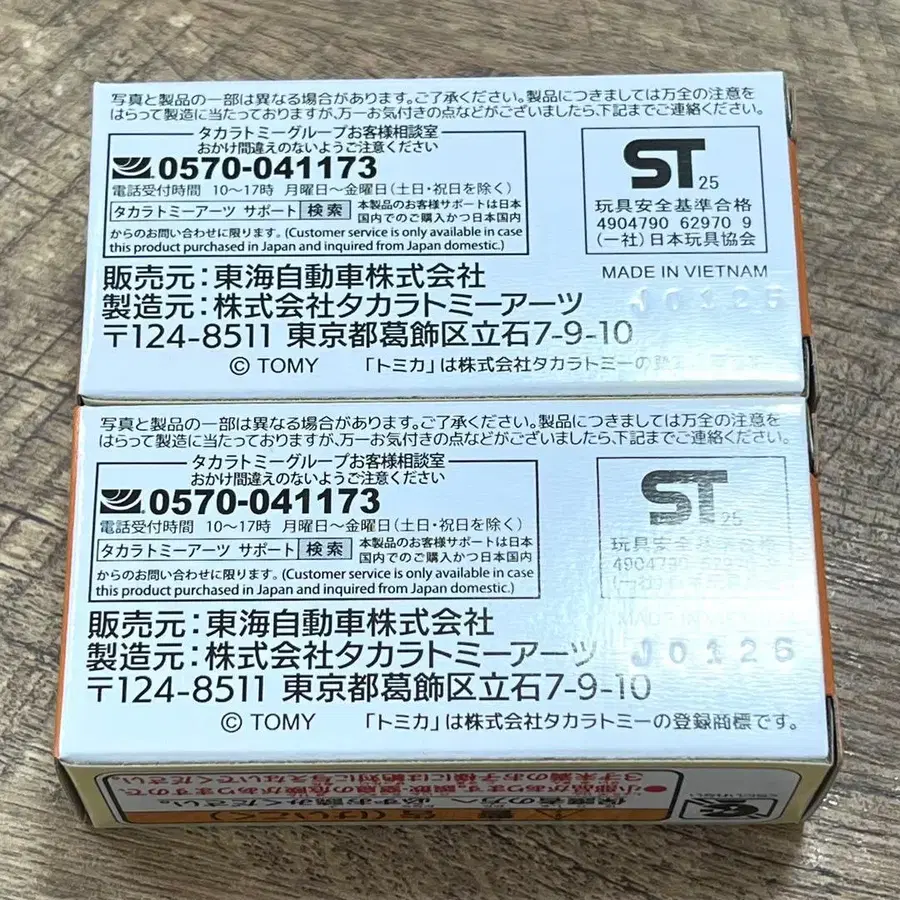 写真と製品の一部は異なる場合があります。ご了承ください。製品につきましては万全の注意を
はらって製造に当たっておりますが、万一お気付きの点などがございましたら、下記までご連絡ください。
タカラトミーグループお客様相談室
おかけ間違えのないようご注意ください
0570-041173
電話受付時間 10〜17時 月曜日〜金曜日(土日・祝日を除く)
タカラトミーアーツ サポート 検索 本製品のお客様サポートは日本
国内でのご購入かつ日本国内
からのお問い合わせに限ります。(Customer service is only available in case
this product purchased in Japan and inquired from Japan domestic.)
ST 25
玩具安全基準合格
4904790 62970 9
(一社)日本玩具協会
MADE IN VIETNAM
販売元:東海自動車株式会社
製造元:株式会社タカラトミーアーツ
J0126
〒124-8511 東京都葛飾区立石7-9-10
© TOMY 「トミカ」は株式会社タカラトミーの
写真と製品の一部は異なる場合があります。ご了承ください。製品につきましては万全の注意を
はらって製造に当たっておりますが、万一お気付きの点などがございましたら、下記までご連絡ください。
タカラトミーグループお客様相談室
おかけ間違えのないようご注意ください
0570-041173
電話受付時間 10〜17時 月曜日〜金曜日(土日・祝日を除く)
タカラトミーアーツ サポート 検索 本製品のお客様サポートは日本
国内でのご購入かつ日本国内
からのお問い合わせに限ります。(Customer service is only available in case
this product purchased in Japan and inquired from Japan domestic.)
ST 25
玩具安全基準合格
4904790
MADE IN
販売元:東海自動車株式会社
製造元:株式会社タカラトミーアーツ
J0126
〒124-8511 東京都葛飾区立石7-9-10
© TOMY 「トミカ」は株式会社タカラトミーの登録商標です。
保護者の方へ 必ずお読みください。